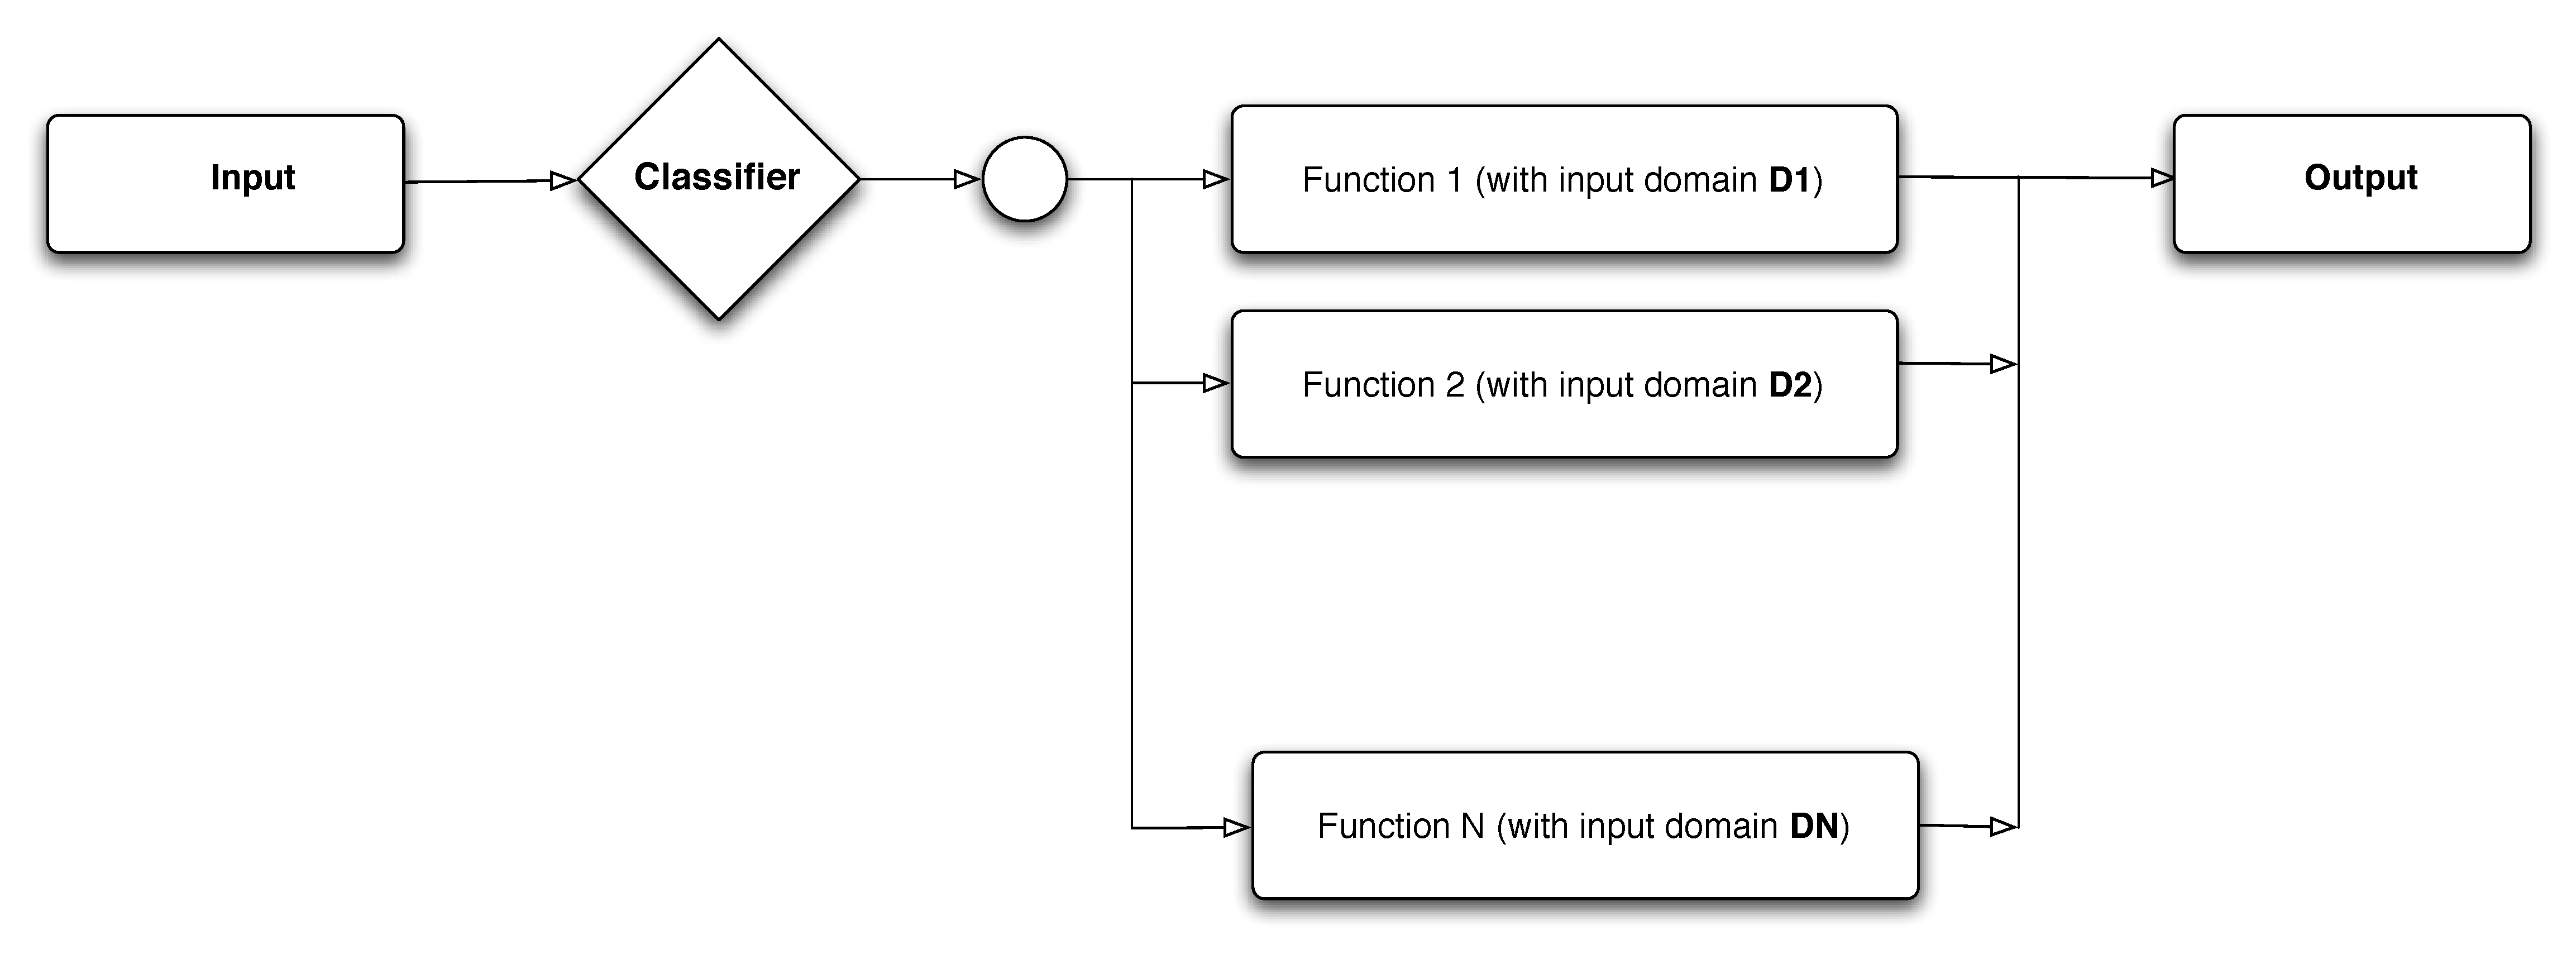 Input
Classifier
Function 1 (with input domain D1)
Output
Function 2 (with input domain D2)
Function N (with input domain DN)